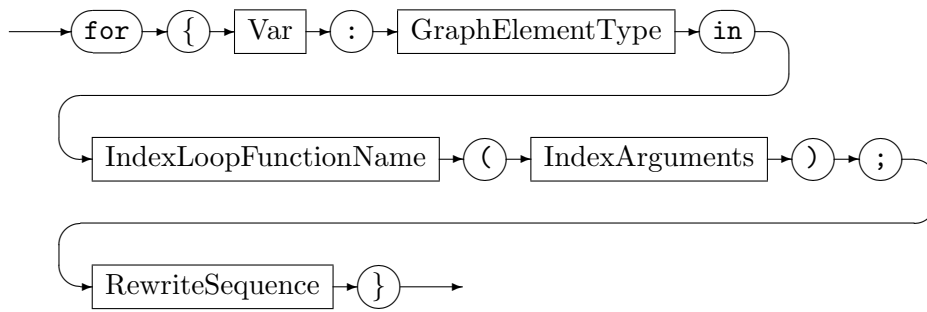 for { Var : GraphElementType in
IndexLoopFunctionName ( IndexArguments ) ;
RewriteSequence }